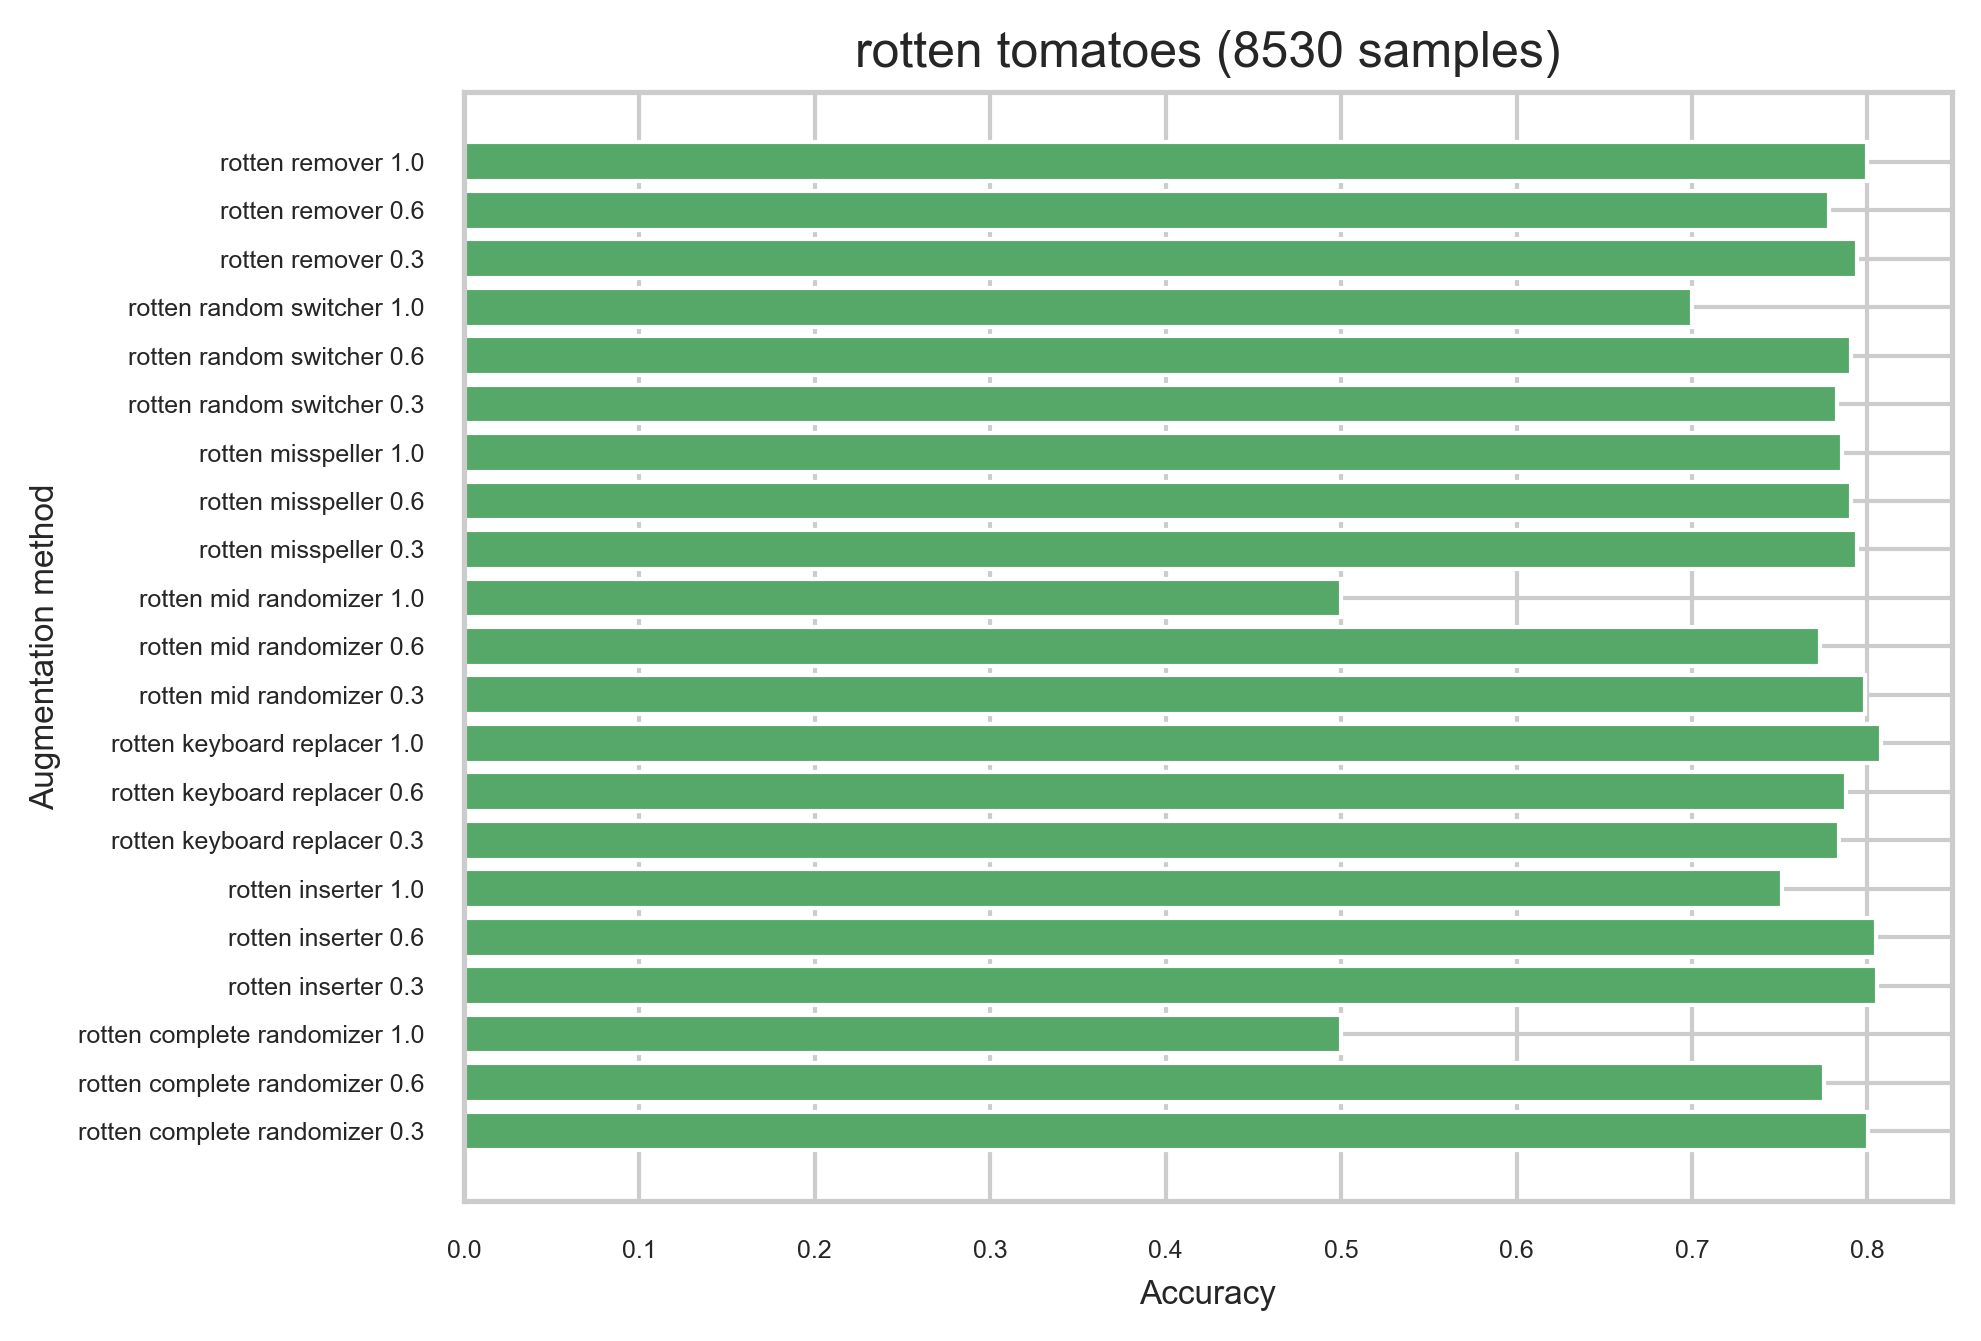 rotten tomatoes (8530 samples)
rotten remover 1.0
rotten remover 0.6
rotten remover 0.3
rotten random switcher 1.0
rotten random switcher 0.6
rotten random switcher 0.3
rotten misspeller 1.0
rotten misspeller 0.6
rotten misspeller 0.3
rotten mid randomizer 1.0
rotten mid randomizer 0.6
rotten mid randomizer 0.3
rotten keyboard replacer 1.0
rotten keyboard replacer 0.6
rotten keyboard replacer 0.3
rotten inserter 1.0
rotten inserter 0.6
rotten inserter 0.3
rotten complete randomizer 1.0
rotten complete randomizer 0.6
rotten complete randomizer 0.3
Augmentation method
0.0 0.1 0.2 0.3 0.4 0.5 0.6 0.7 0.8
Accuracy